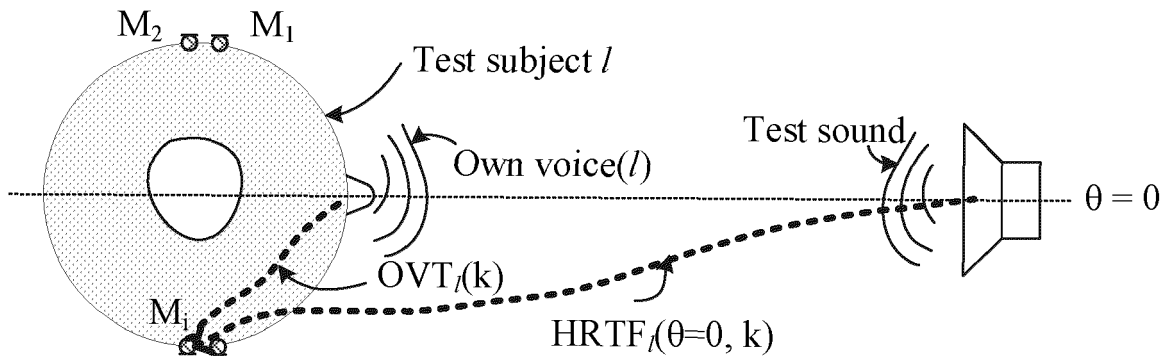 M₂ M₁
Test subject l
Test sound
Own voice(l)
θ = 0
OVTₗ(k)
Mᵢ
HRTFₗ(θ=0, k)